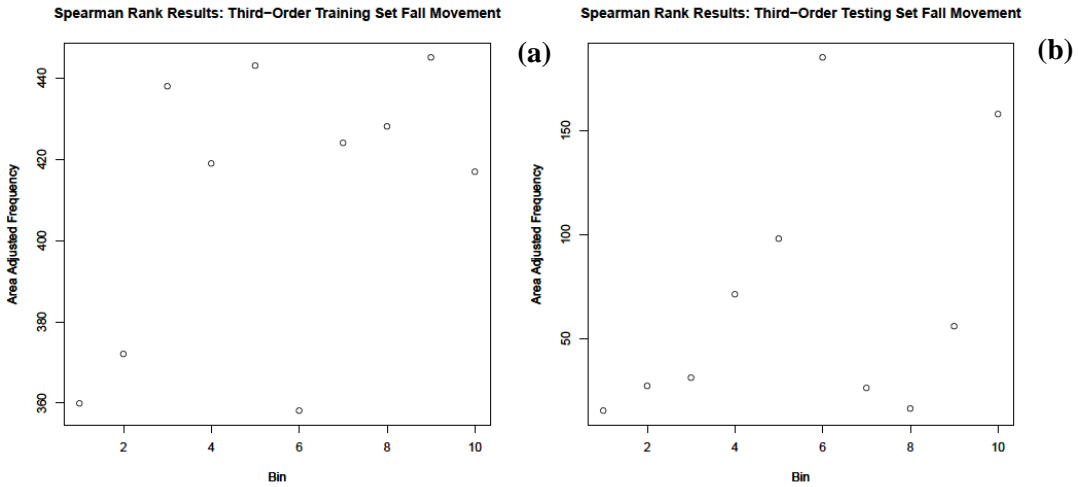 Spearman Rank Results: Third−Order Training Set Fall Movement
(a)
Area Adjusted Frequency
440
420
400
380
360
2 4 6 8 10
Bin
Spearman Rank Results: Third−Order Testing Set Fall Movement
(b)
Area Adjusted Frequency
150
100
50
2 4 6 8 10
Bin